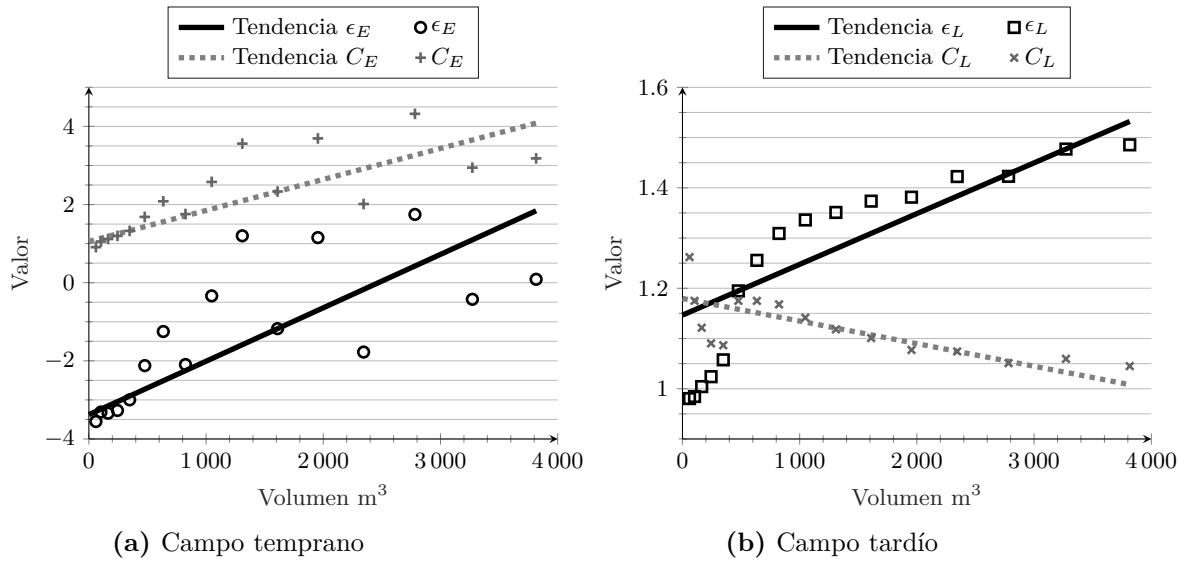 Tendencia ϵ_E ϵ_E
Tendencia C_E C_E
4
2
0
−2
−4
Valor
0 1 000 2 000 3 000 4 000
Volumen m³
(a) Campo temprano
Tendencia ϵ_L ϵ_L
Tendencia C_L C_L
1.6
1.4
1.2
1
Valor
0 1 000 2 000 3 000 4 000
Volumen m³
(b) Campo tardío